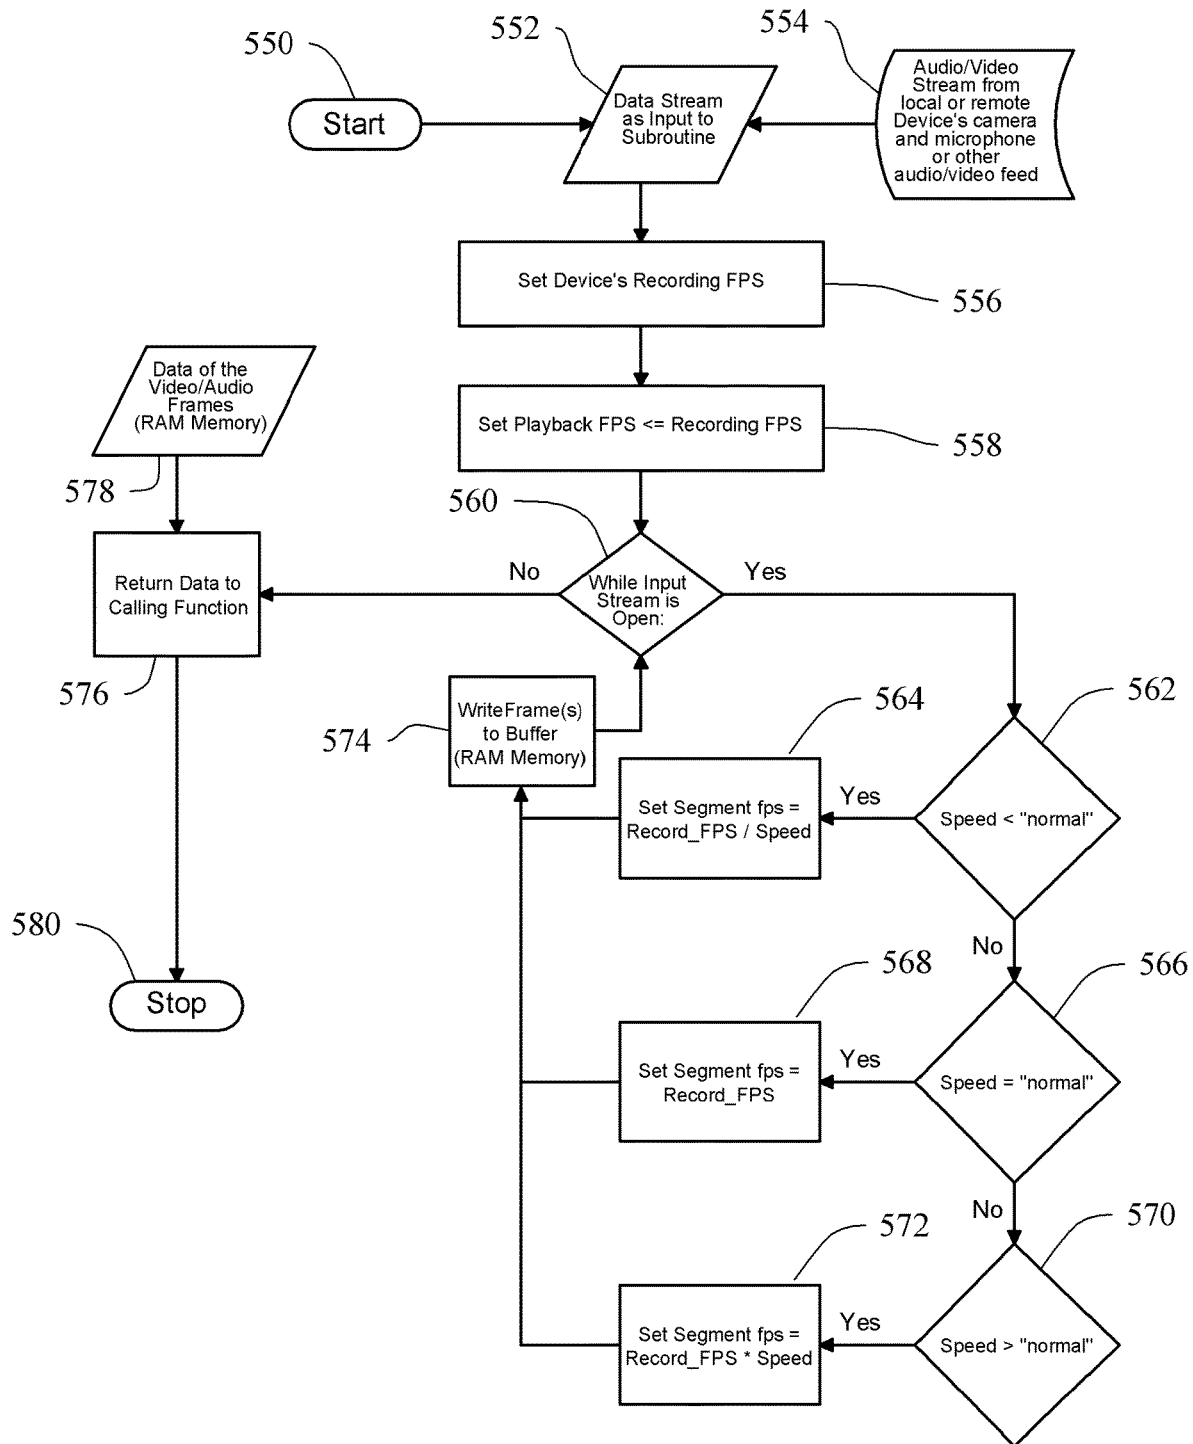 550
552
554
Start
Data Stream
as Input to
Subroutine
Audio/Video
Stream from
local or remote
Device's camera
and microphone
or other
audio/video feed
Set Device's Recording FPS
556
Data of the
Video/Audio
Frames
(RAM Memory)
578
Set Playback FPS <= Recording FPS
558
560
Return Data to
Calling Function
576
No
While Input
Stream is
Open:
Yes
WriteFrame(s)
to Buffer
(RAM Memory)
574
564
562
Set Segment fps =
Record_FPS / Speed
Yes
Speed < "normal"
No
580
Stop
568
566
Set Segment fps =
Record_FPS
Yes
Speed = "normal"
No
572
570
Set Segment fps =
Record_FPS * Speed
Yes
Speed > "normal"